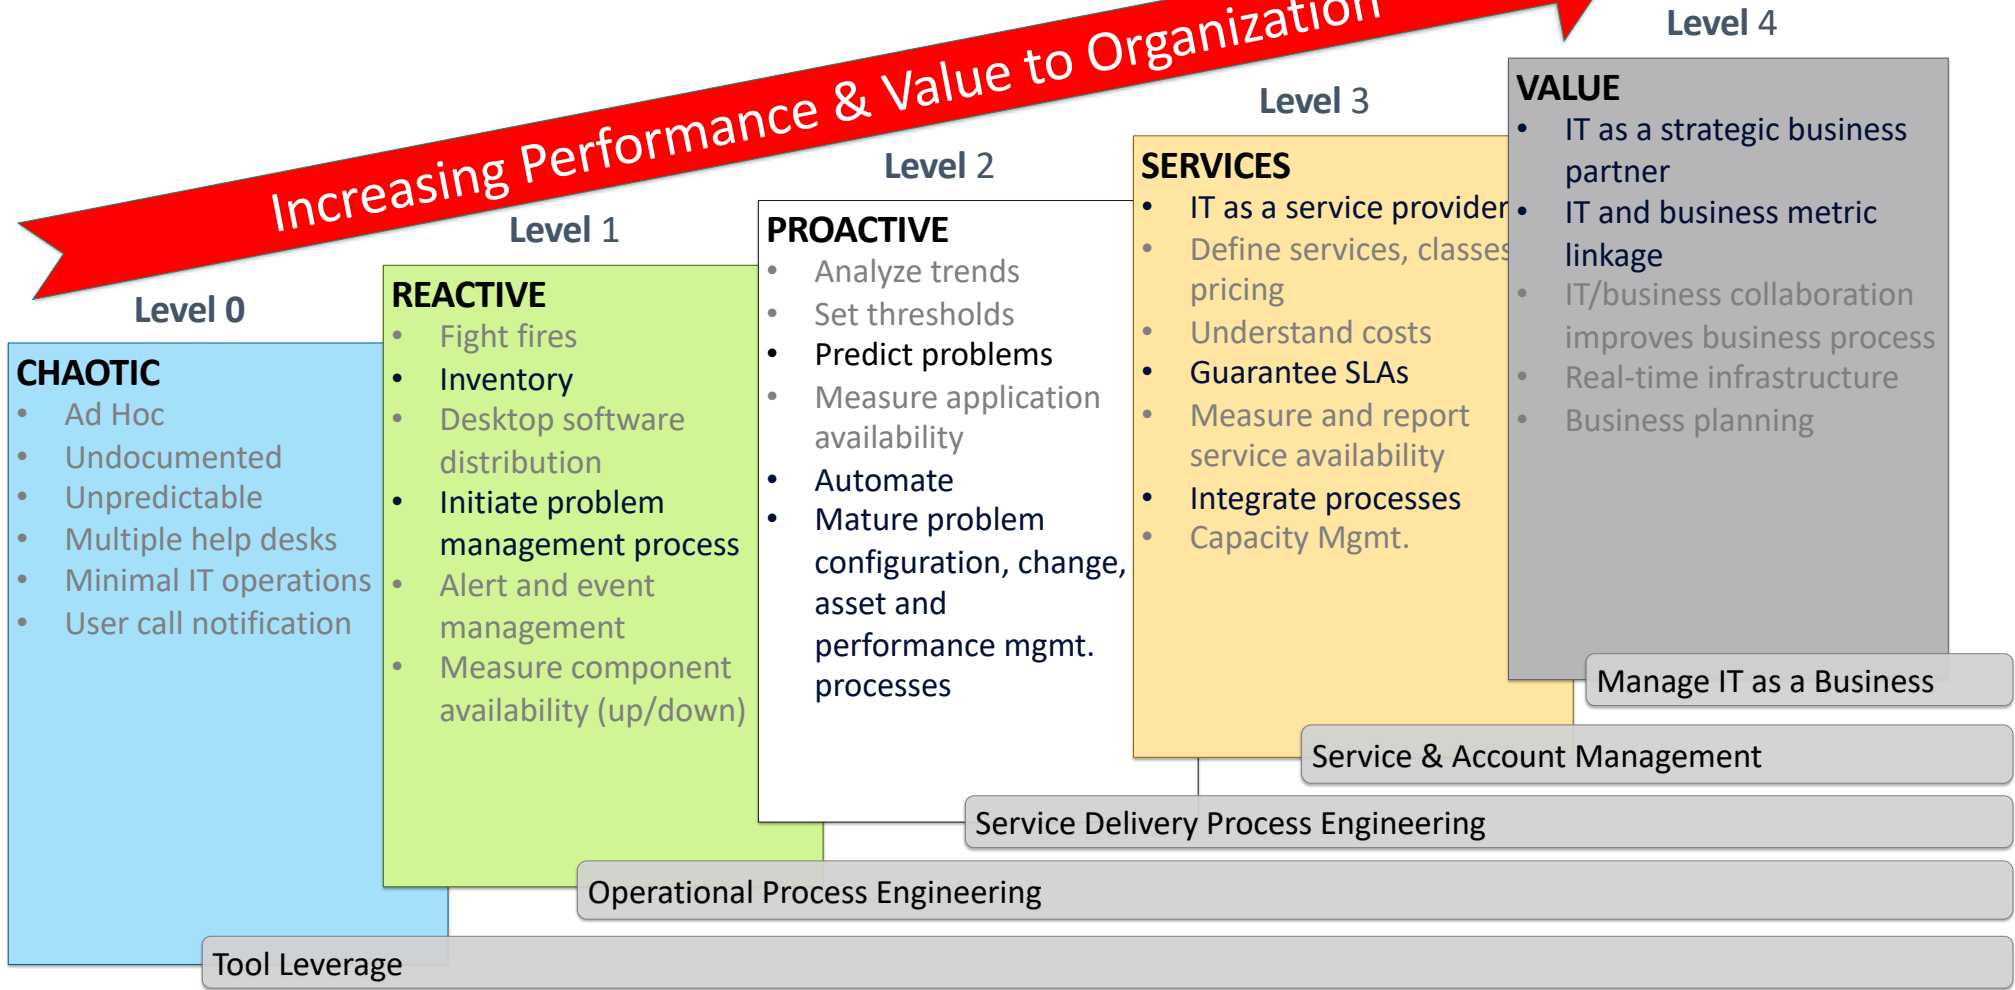 Increasing Performance & Value to Organization
Level 0
CHAOTIC
• Ad Hoc
• Undocumented
• Unpredictable
• Multiple help desks
• Minimal IT operations
• User call notification
Level 1
REACTIVE
• Fight fires
• Inventory
• Desktop software
distribution
• Initiate problem
management process
• Alert and event
management
• Measure component
availability (up/down)
Level 2
PROACTIVE
• Analyze trends
• Set thresholds
• Predict problems
• Measure application
availability
• Automate
• Mature problem
configuration, change,
asset and
performance mgmt.
processes
Level 3
SERVICES
• IT as a service provider
• Define services, classes
pricing
• Understand costs
• Guarantee SLAs
• Measure and report
service availability
• Integrate processes
• Capacity Mgmt.
Level 4
VALUE
• IT as a strategic business
partner
• IT and business metric
linkage
• IT/business collaboration
improves business process
• Real-time infrastructure
• Business planning
Manage IT as a Business
Service & Account Management
Service Delivery Process Engineering
Operational Process Engineering
Tool Leverage